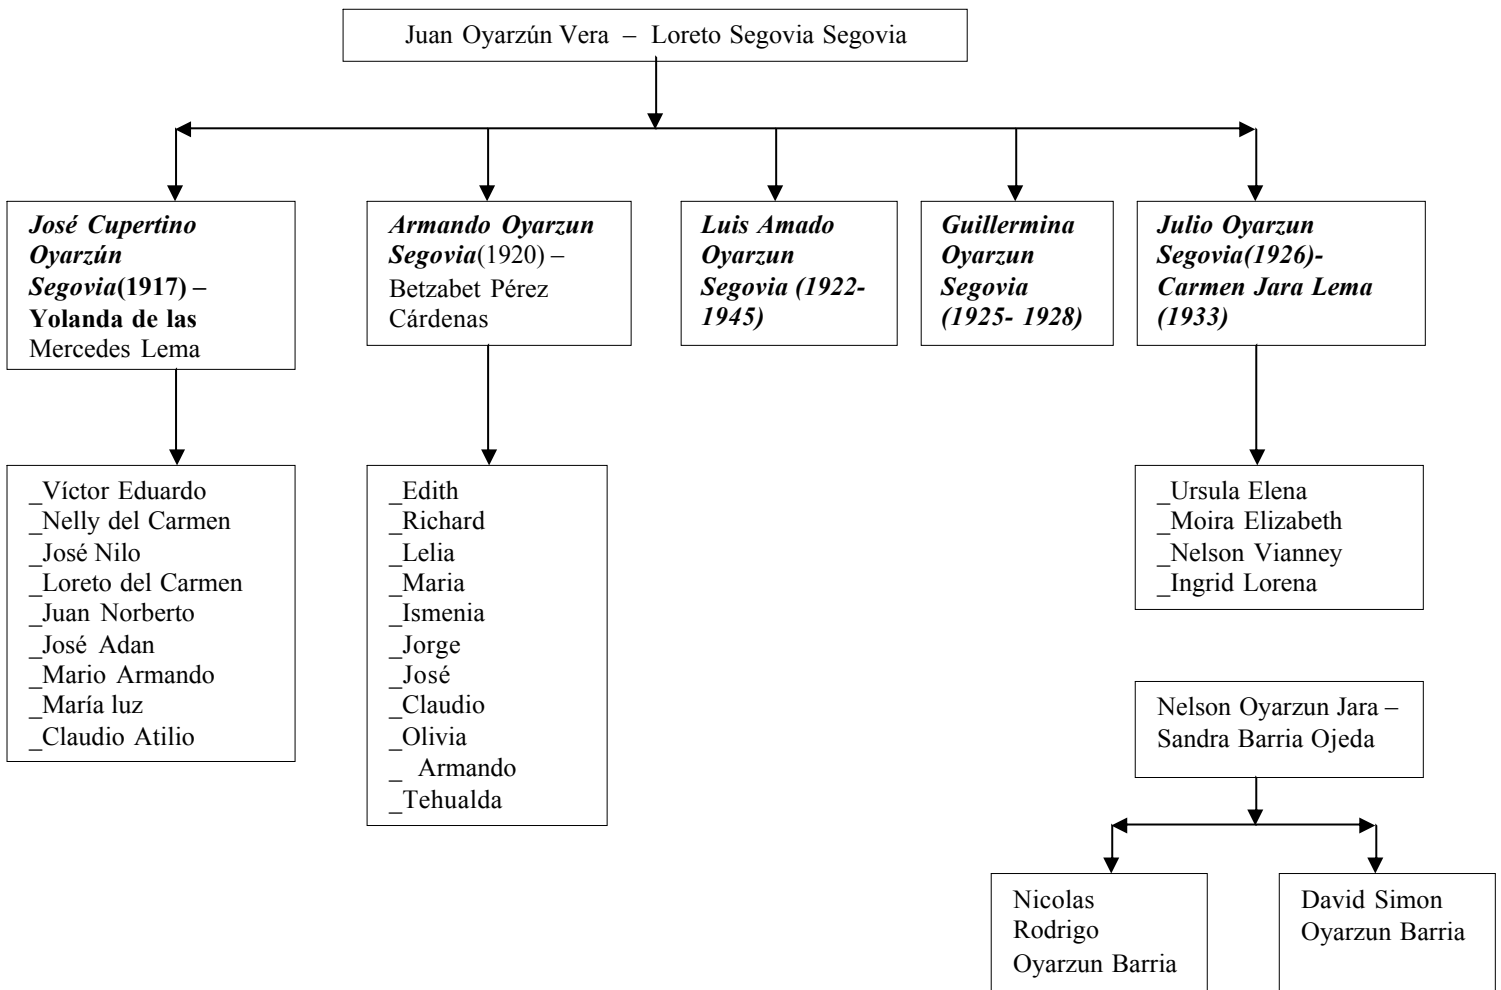 Juan Oyarzún Vera – Loreto Segovia Segovia
José Cupertino
Oyarzún
Segovia(1917) –
Yolanda de las
Mercedes Lema
Armando Oyarzun
Segovia(1920) –
Betzabet Pérez
Cárdenas
Luis Amado
Oyarzun
Segovia (1922-
1945)
Guillermina
Oyarzun
Segovia
(1925- 1928)
Julio Oyarzun
Segovia(1926)-
Carmen Jara Lema
(1933)
_Víctor Eduardo
_Nelly del Carmen
_José Nilo
_Loreto del Carmen
_Juan Norberto
_José Adan
_Mario Armando
_María luz
_Claudio Atilio
_Edith
_Richard
_Lelia
_Maria
_Ismenia
_Jorge
_José
_Claudio
_Olivia
_ Armando
_Tehualda
_Ursula Elena
_Moira Elizabeth
_Nelson Vianney
_Ingrid Lorena
Nelson Oyarzun Jara –
Sandra Barria Ojeda
Nicolas
Rodrigo
Oyarzun Barria
David Simon
Oyarzun Barria